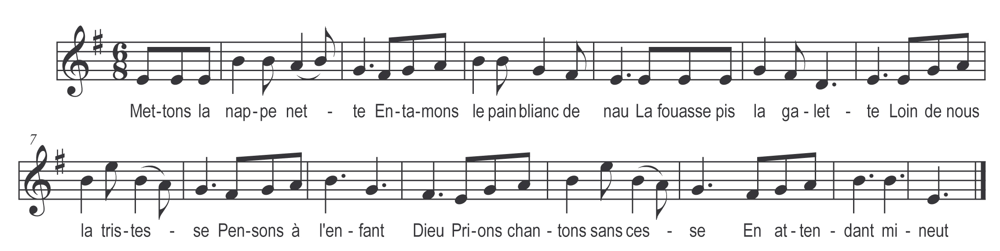 Met-tons la nap-pe net - te En-ta-mons le pain blianc de nau La fouasse pis la ga-let - te Loin de nous
7
la tris-tes - se Pen-sons à l'en-fant Dieu Pri-ons chan-tons sans ces - se En at-ten-dant mi-neut